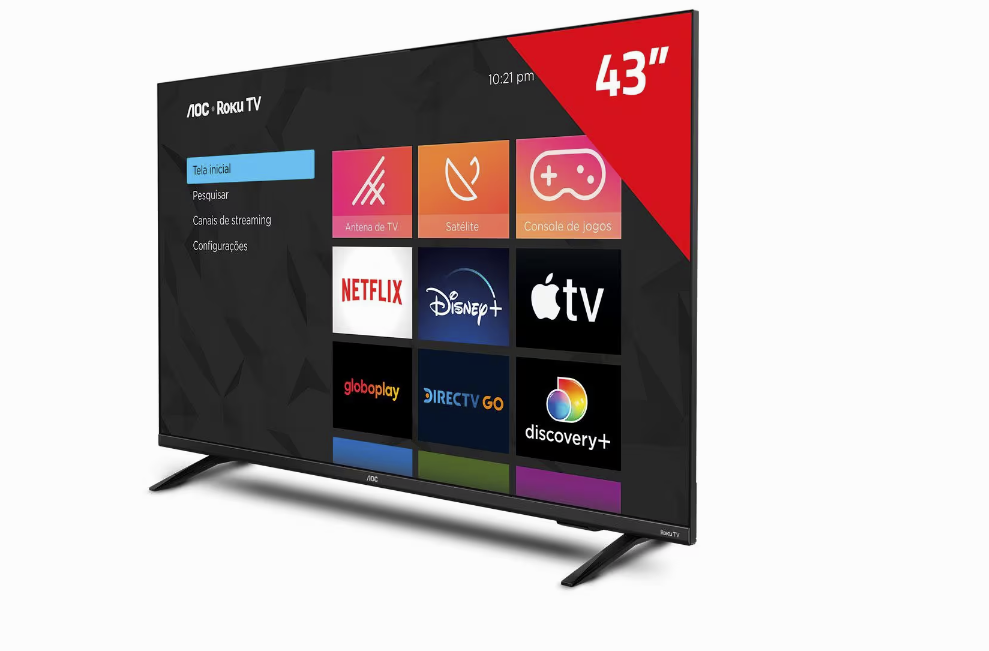 43"
10:21 pm
AOC • Roku TV
Tela inicial
Pesquisar
Canais de streaming
Configurações
Antena de TV
Satélite
Console de jogos
NETFLIX
Disney+
tv
globoplay
DIRECTV GO
discovery+
AOC
Roku TV